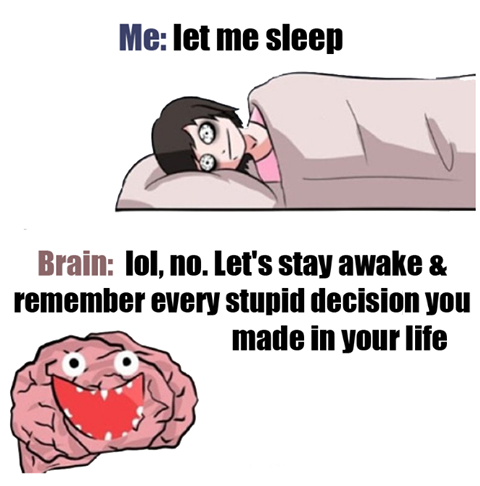 Me: let me sleep
Brain: lol, no. Let's stay awake &
remember every stupid decision you
made in your life